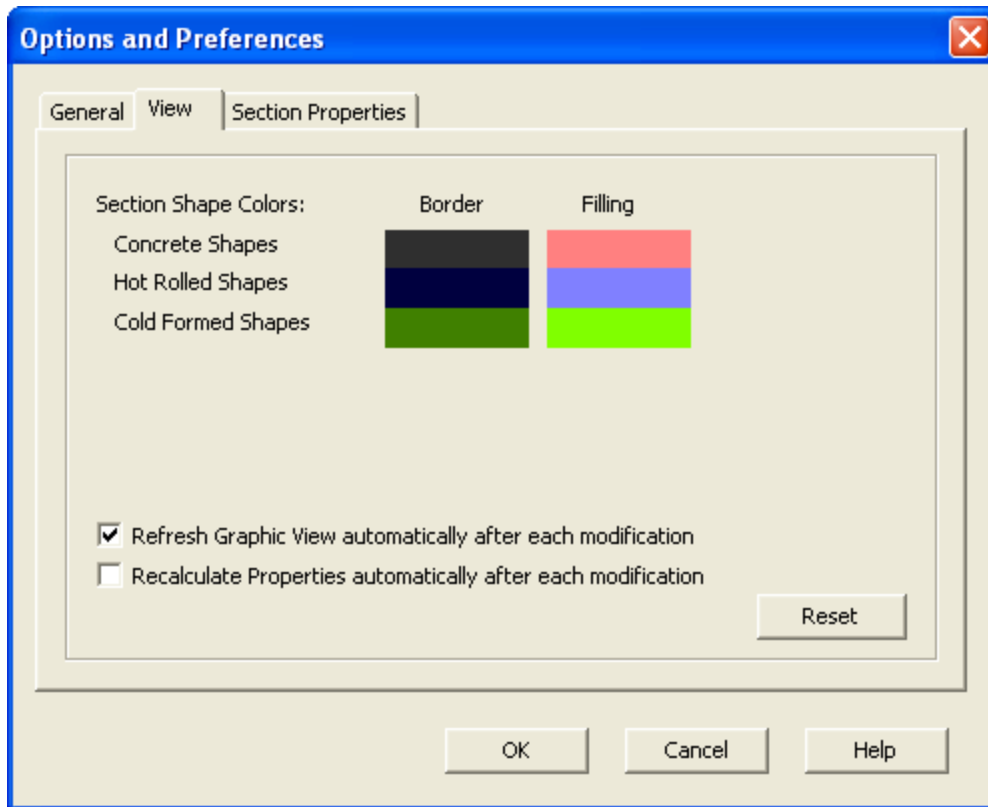 Options and Preferences
General View Section Properties
Section Shape Colors: Border Filling
Concrete Shapes
Hot Rolled Shapes
Cold Formed Shapes
Refresh Graphic View automatically after each modification
Recalculate Properties automatically after each modification
Reset
OK Cancel Help